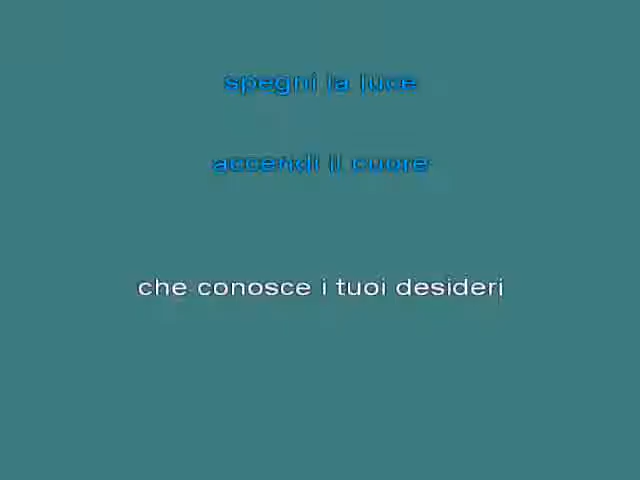 spegni la luce
accendi il cuore
che conosce i tuoi desideri